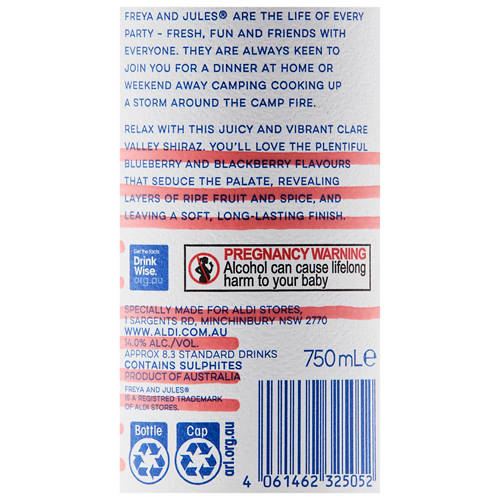 FREYA AND JULES® ARE THE LIFE OF EVERY
PARTY – FRESH, FUN AND FRIENDS WITH
EVERYONE. THEY ARE ALWAYS KEEN TO
JOIN YOU FOR A DINNER AT HOME OR
WEEKEND AWAY CAMPING COOKING UP
A STORM AROUND THE CAMP FIRE.
RELAX WITH THIS JUICY AND VIBRANT CLARE
VALLEY SHIRAZ. YOU'LL LOVE THE PLENTIFUL
BLUEBERRY AND BLACKBERRY FLAVOURS
THAT SEDUCE THE PALATE, REVEALING
LAYERS OF RIPE FRUIT AND SPICE, AND
LEAVING A SOFT, LONG-LASTING FINISH.
Get the facts
Drink
Wise.
org.au
PREGNANCY WARNING
Alcohol can cause lifelong
harm to your baby
SPECIALLY MADE FOR ALDI STORES,
1 SARGENTS RD, MINCHINBURY NSW 2770
WWW.ALDI.COM.AU
14.0% ALC./VOL.
APPROX 8.3 STANDARD DRINKS
CONTAINS SULPHITES
PRODUCT OF AUSTRALIA
750mLe
FREYA AND JULES®
IS A REGISTRED TRADEMARK
OF ALDI STORES.
Bottle
Cap
arl.org.au
4 061462 325052